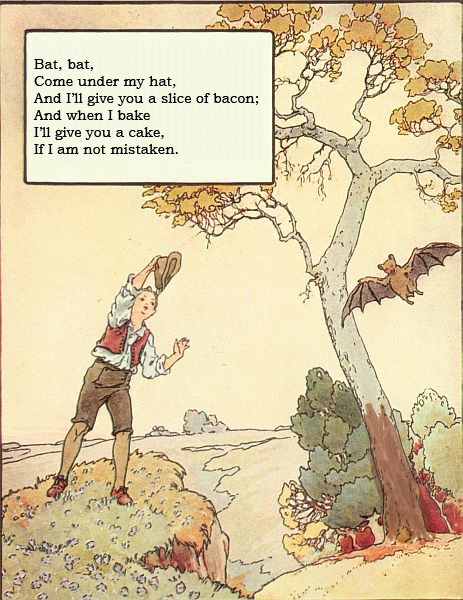 Bat, bat,
Come under my hat,
And I'll give you a slice of bacon;
And when I bake
I'll give you a cake,
If I am not mistaken.